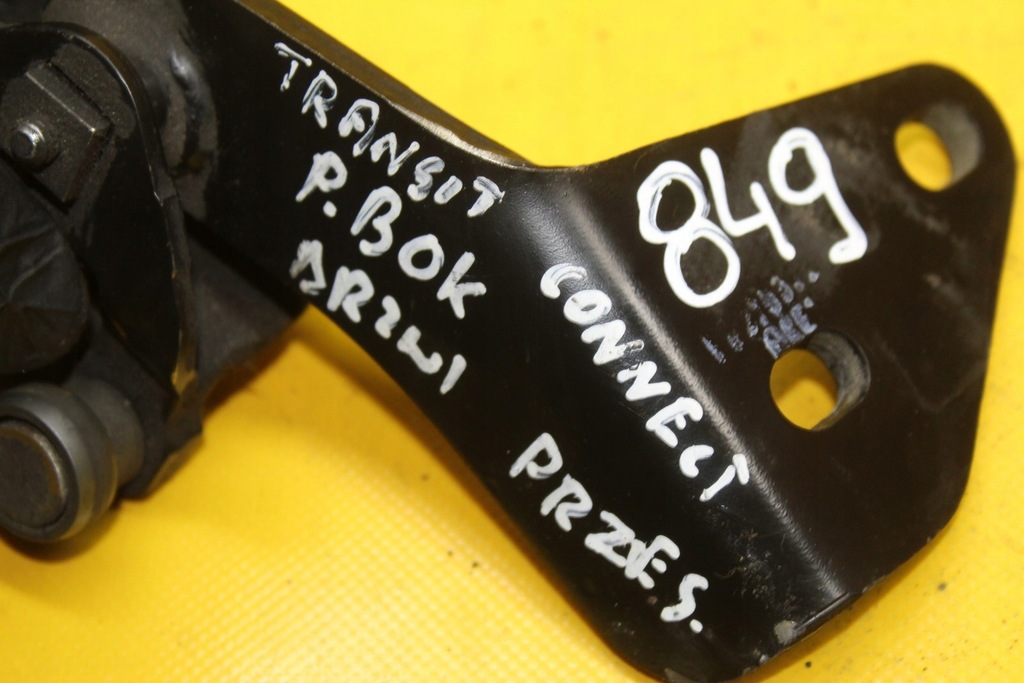 TRANSIT
P. BOK
DRZWI
CONNECT
PRZES.
849